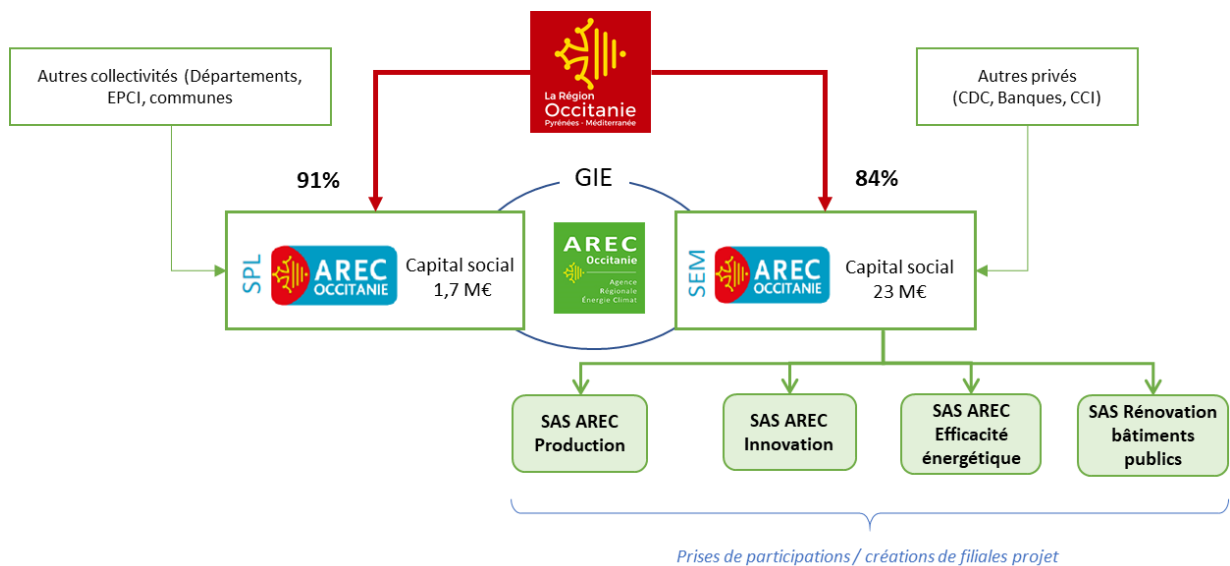 Autres collectivités (Départements,
EPCI, communes
La Région
Occitanie
Pyrénées - Méditerranée
Autres privés
(CDC, Banques, CCI)
91%
GIE
84%
SPL
AREC
OCCITANIE
Capital social
1,7 M€
AREC
Occitanie
Agence
Régionale
Énergie Climat
SEM
AREC
OCCITANIE
Capital social
23 M€
SAS AREC
Production
SAS AREC
Innovation
SAS AREC
Efficacité
énergétique
SAS Rénovation
bâtiments
publics
Prises de participations / créations de filiales projet